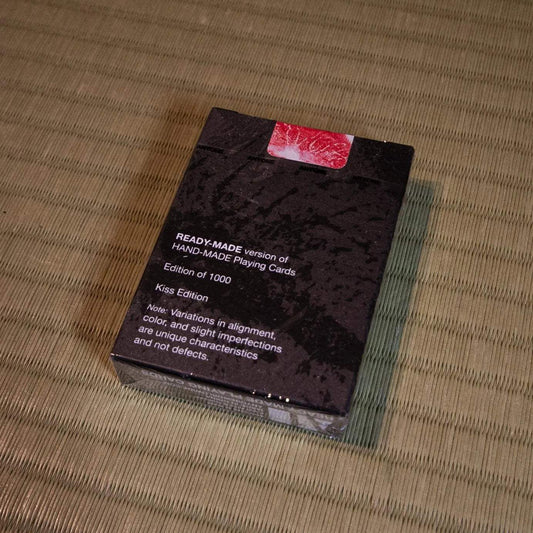 READY-MADE version of
HAND-MADE Playing Cards
Edition of 1000
Kiss Edition
Note: Variations in alignment,
color, and slight imperfections
are unique characteristics
and not defects.